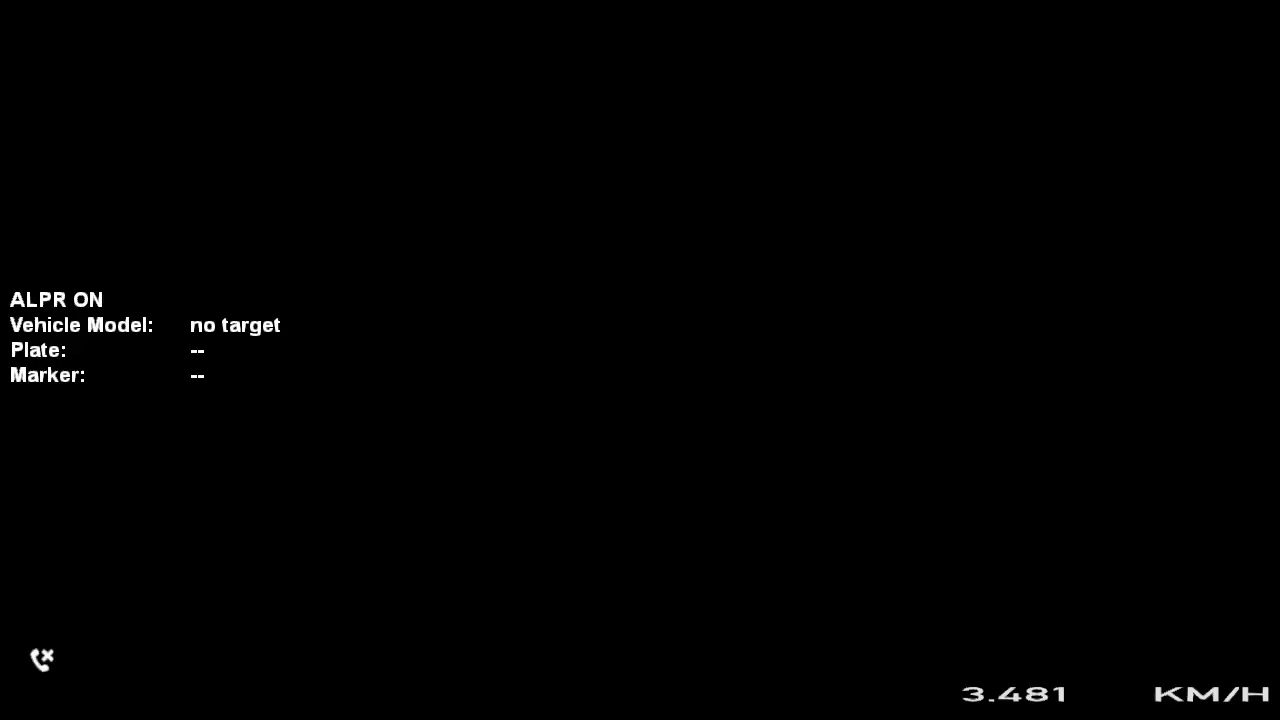 ALPR ON
Vehicle Model: no target
Plate: --
Marker: --
3.481 KM/H